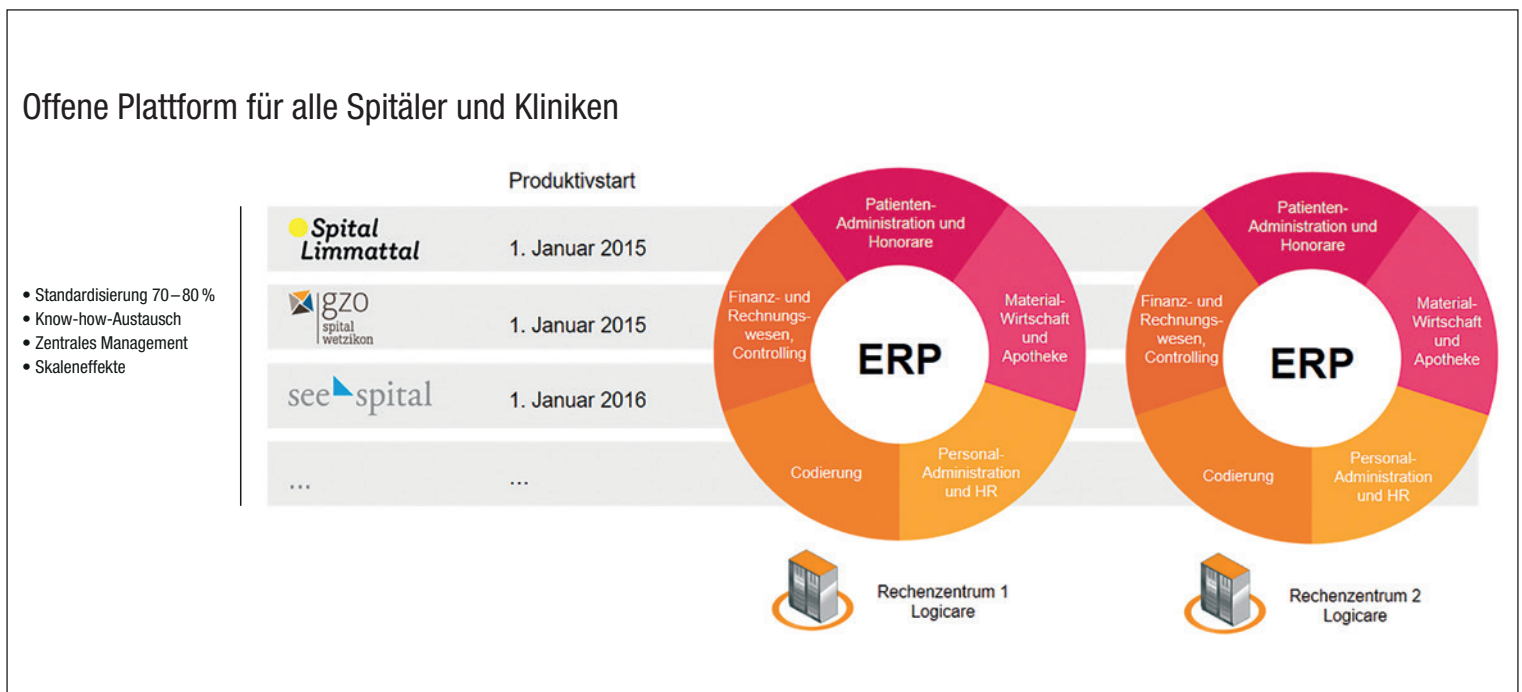 Offene Plattform für alle Spitäler und Kliniken
• Standardisierung 70–80 %
• Know-how-Austausch
• Zentrales Management
• Skaleneffekte
Produktivstart
Spital
Limmattal
1. Januar 2015
gzo
spital
wetzikon
1. Januar 2015
see spital
1. Januar 2016
...
...
Patienten-
Administration und
Honorare
Finanz- und
Rechnungs-
wesen,
Controlling
ERP
Material-
Wirtschaft
und
Apotheke
Codierung
Personal-
Administration
und HR
Rechenzentrum 1
Logicare
Patienten-
Administration und
Honorare
Finanz- und
Rechnungs-
wesen,
Controlling
ERP
Material-
Wirtschaft
und
Apotheke
Codierung
Personal-
Administration
und HR
Rechenzentrum 2
Logicare